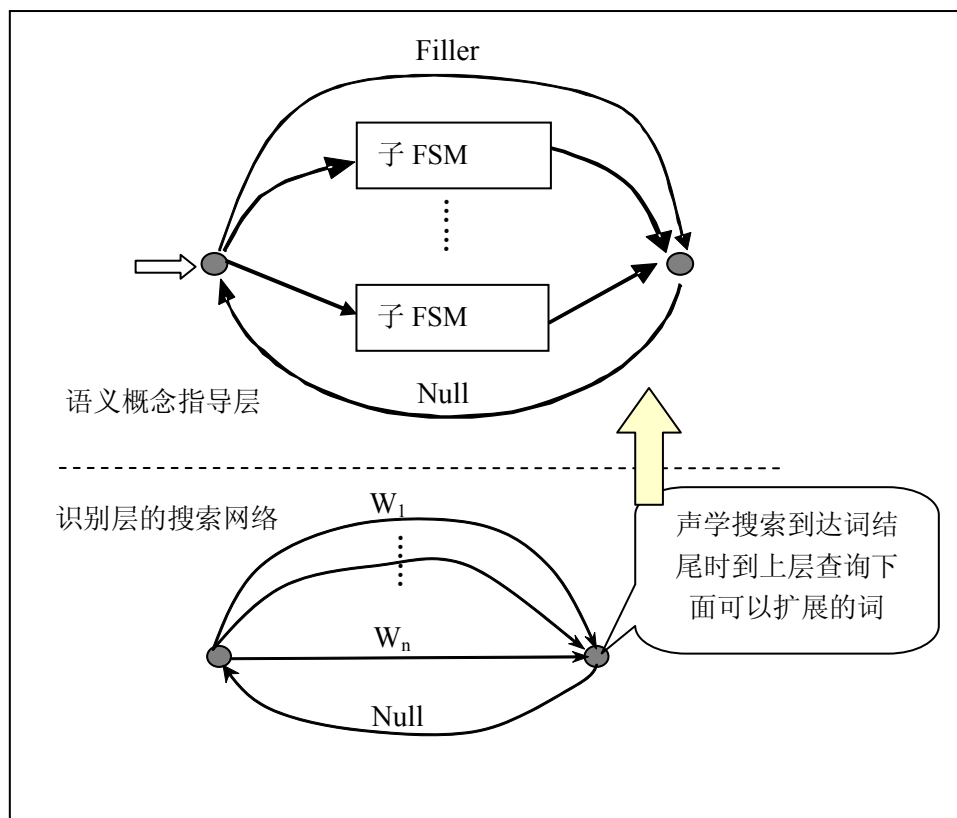 Filler
子 FSM
子 FSM
Null
语义概念指导层
识别层的搜索网络
W₁
声学搜索到达词结
尾时到上层查询下
面可以扩展的词
Wₙ
Null